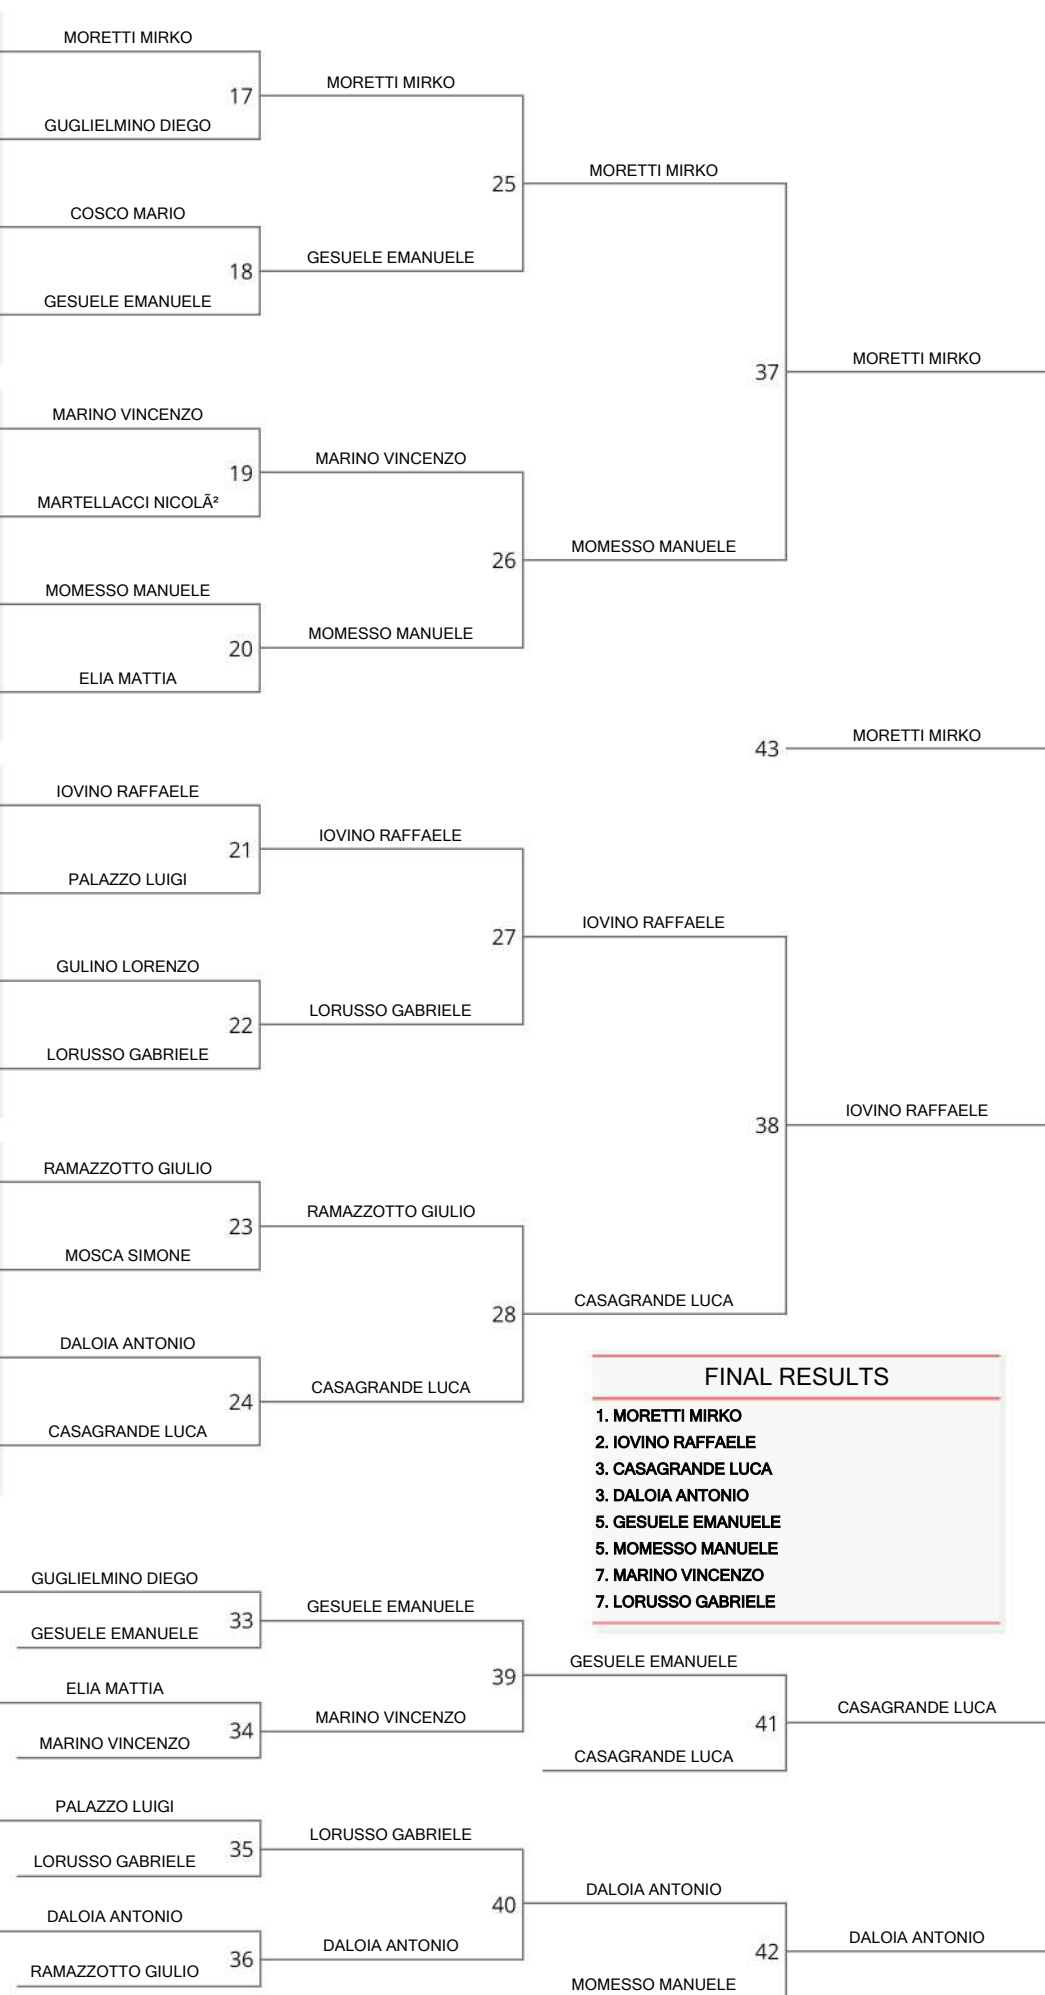 MORETTI MIRKO
MORETTI MIRKO
17
GUGLIELMINO DIEGO
MORETTI MIRKO
25
COSCO MARIO
GESUELE EMANUELE
18
GESUELE EMANUELE
MORETTI MIRKO
37
MARINO VINCENZO
MARINO VINCENZO
19
MARTELLACCI NICOLÃ²
MOMESSO MANUELE
26
MOMESSO MANUELE
MOMESSO MANUELE
20
ELIA MATTIA
MORETTI MIRKO
43
IOVINO RAFFAELE
IOVINO RAFFAELE
21
PALAZZO LUIGI
IOVINO RAFFAELE
27
GULINO LORENZO
LORUSSO GABRIELE
22
LORUSSO GABRIELE
IOVINO RAFFAELE
38
RAMAZZOTTO GIULIO
RAMAZZOTTO GIULIO
23
MOSCA SIMONE
CASAGRANDE LUCA
28
DALOIA ANTONIO
CASAGRANDE LUCA
24
CASAGRANDE LUCA
FINAL RESULTS
1. MORETTI MIRKO
2. IOVINO RAFFAELE
3. CASAGRANDE LUCA
3. DALOIA ANTONIO
5. GESUELE EMANUELE
5. MOMESSO MANUELE
7. MARINO VINCENZO
7. LORUSSO GABRIELE
GUGLIELMINO DIEGO
GESUELE EMANUELE
33
GESUELE EMANUELE
GESUELE EMANUELE
39
ELIA MATTIA
MARINO VINCENZO
34
MARINO VINCENZO
CASAGRANDE LUCA
41
CASAGRANDE LUCA
PALAZZO LUIGI
LORUSSO GABRIELE
35
LORUSSO GABRIELE
DALOIA ANTONIO
40
DALOIA ANTONIO
DALOIA ANTONIO
36
RAMAZZOTTO GIULIO
DALOIA ANTONIO
42
MOMESSO MANUELE